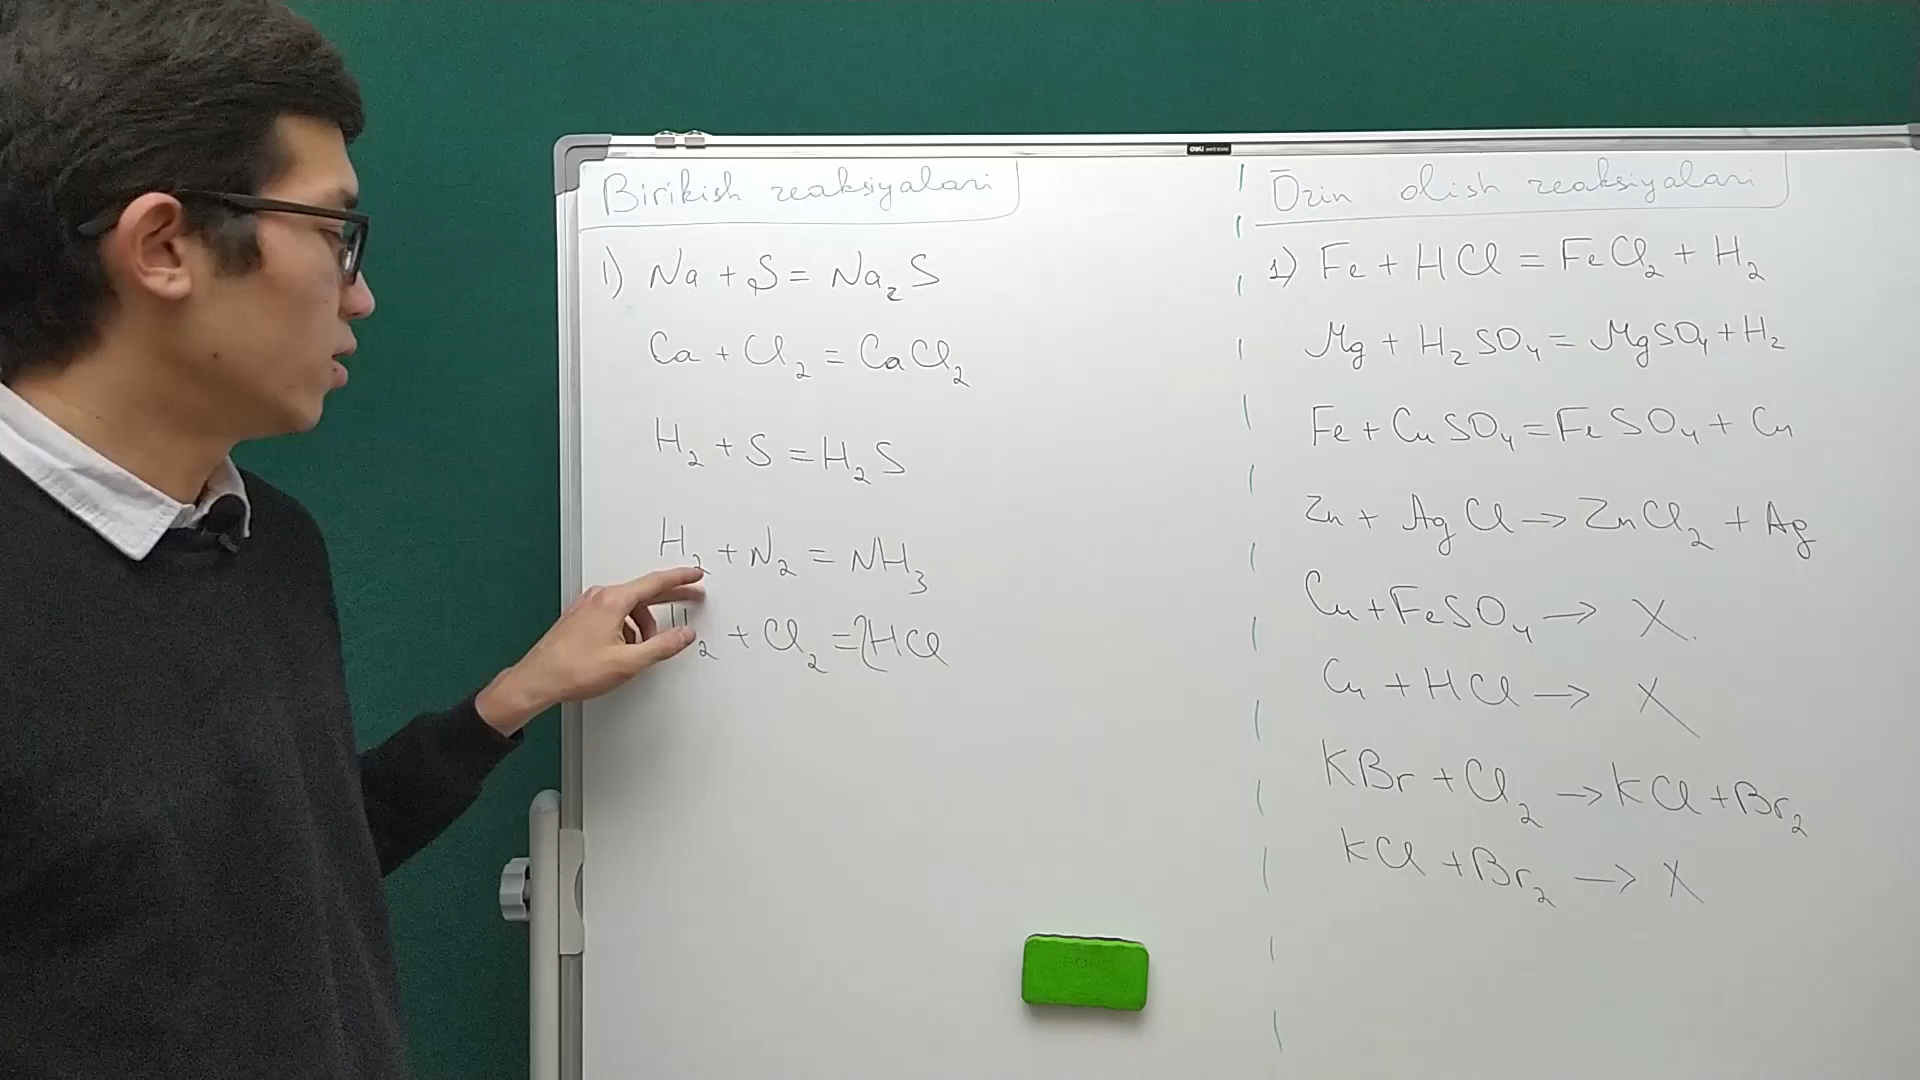 Birikish reaksiyalari
1) Na + S = Na₂S
Ca + Cl₂ = CaCl₂
H₂ + S = H₂S
H₂ + N₂ = NH₃
H₂ + Cl₂ = 2HCl
Ōrin olish reaksiyalari
1) Fe + HCl = FeCl₂ + H₂
Mg + H₂SO₄ = MgSO₄ + H₂
Fe + CuSO₄ = FeSO₄ + Cu
Zn + AgCl → ZnCl₂ + Ag
Cu + FeSO₄ → X
Cu + HCl → X
KBr + Cl₂ → KCl + Br₂
KCl + Br₂ → X
deli